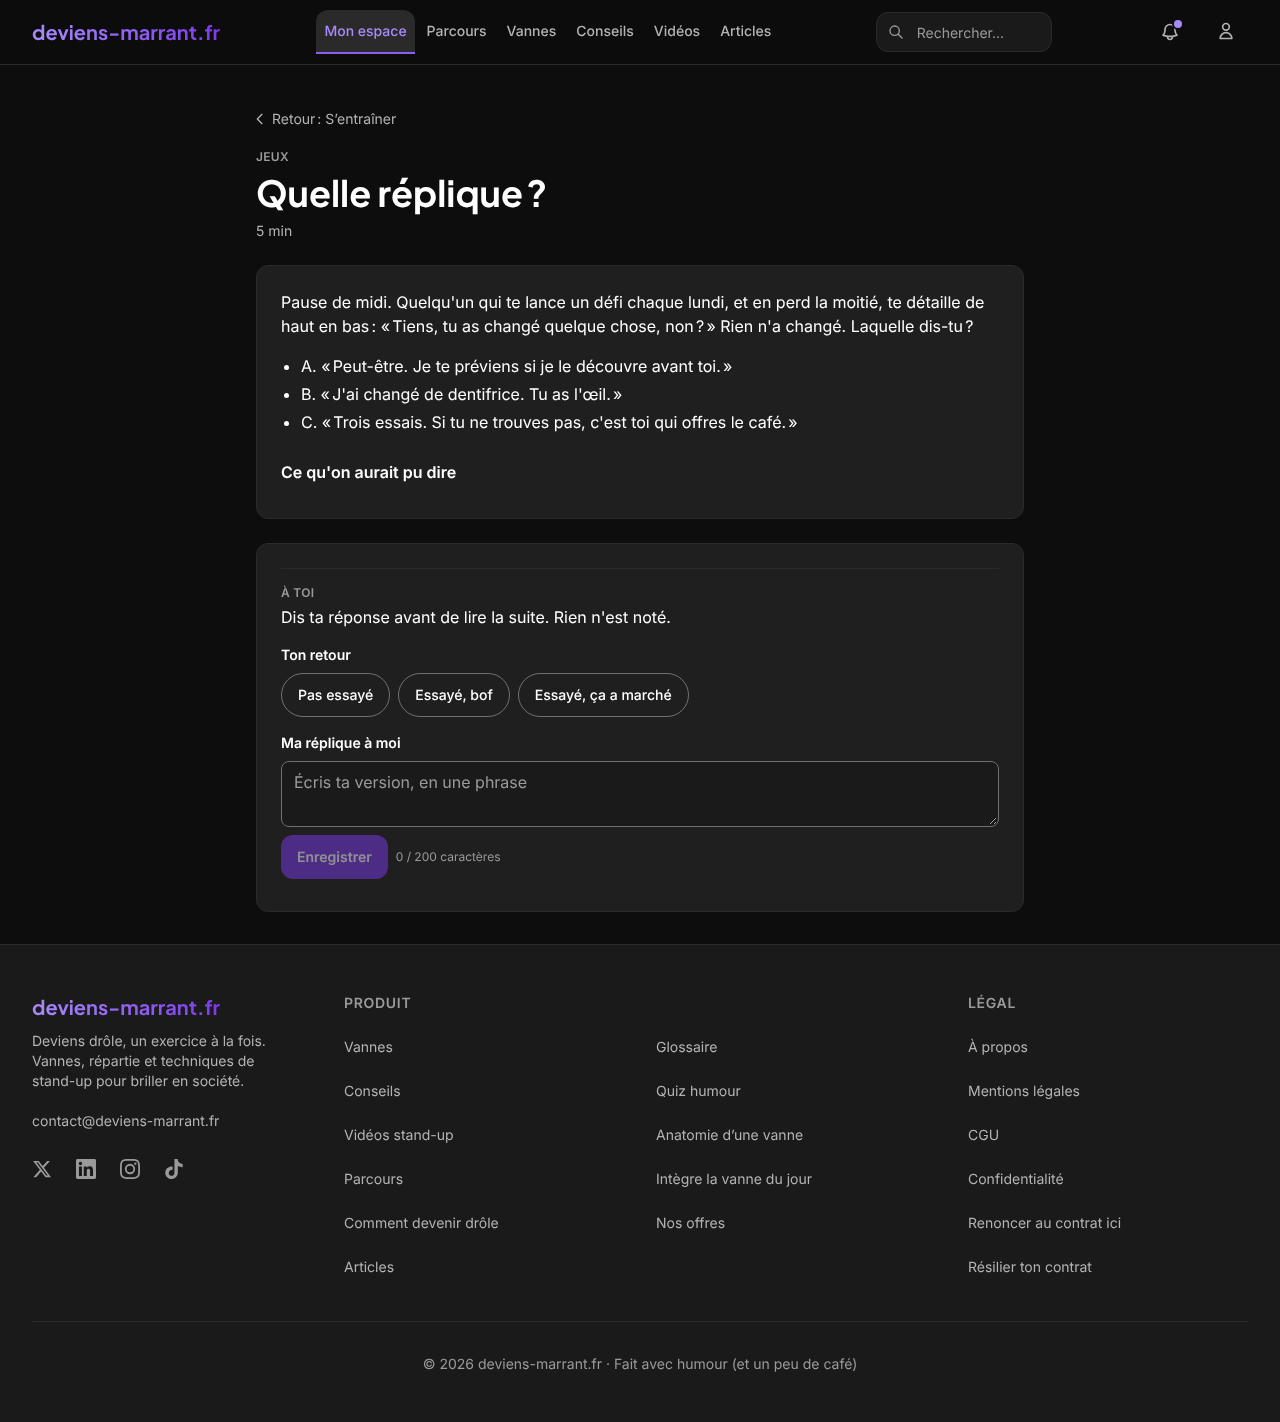 deviens-marrant.fr
Mon espace
Parcours
Vannes
Conseils
Vidéos
Articles
Rechercher...
Retour : S’entraîner
JEUX
Quelle réplique ?
5 min
Pause de midi. Quelqu'un qui te lance un défi chaque lundi, et en perd la moitié, te détaille de
haut en bas : « Tiens, tu as changé quelque chose, non ? » Rien n'a changé. Laquelle dis-tu ?
• A. « Peut-être. Je te préviens si je le découvre avant toi. »
• B. « J'ai changé de dentifrice. Tu as l'œil. »
• C. « Trois essais. Si tu ne trouves pas, c'est toi qui offres le café. »
Ce qu'on aurait pu dire
À TOI
Dis ta réponse avant de lire la suite. Rien n'est noté.
Ton retour
Pas essayé
Essayé, bof
Essayé, ça a marché
Ma réplique à moi
Écris ta version, en une phrase
Enregistrer
0 / 200 caractères
deviens-marrant.fr
Deviens drôle, un exercice à la fois.
Vannes, répartie et techniques de
stand-up pour briller en société.
contact@deviens-marrant.fr
PRODUIT
Vannes
Conseils
Vidéos stand-up
Parcours
Comment devenir drôle
Articles
Glossaire
Quiz humour
Anatomie d’une vanne
Intègre la vanne du jour
Nos offres
LÉGAL
À propos
Mentions légales
CGU
Confidentialité
Renoncer au contrat ici
Résilier ton contrat
© 2026 deviens-marrant.fr · Fait avec humour (et un peu de café)